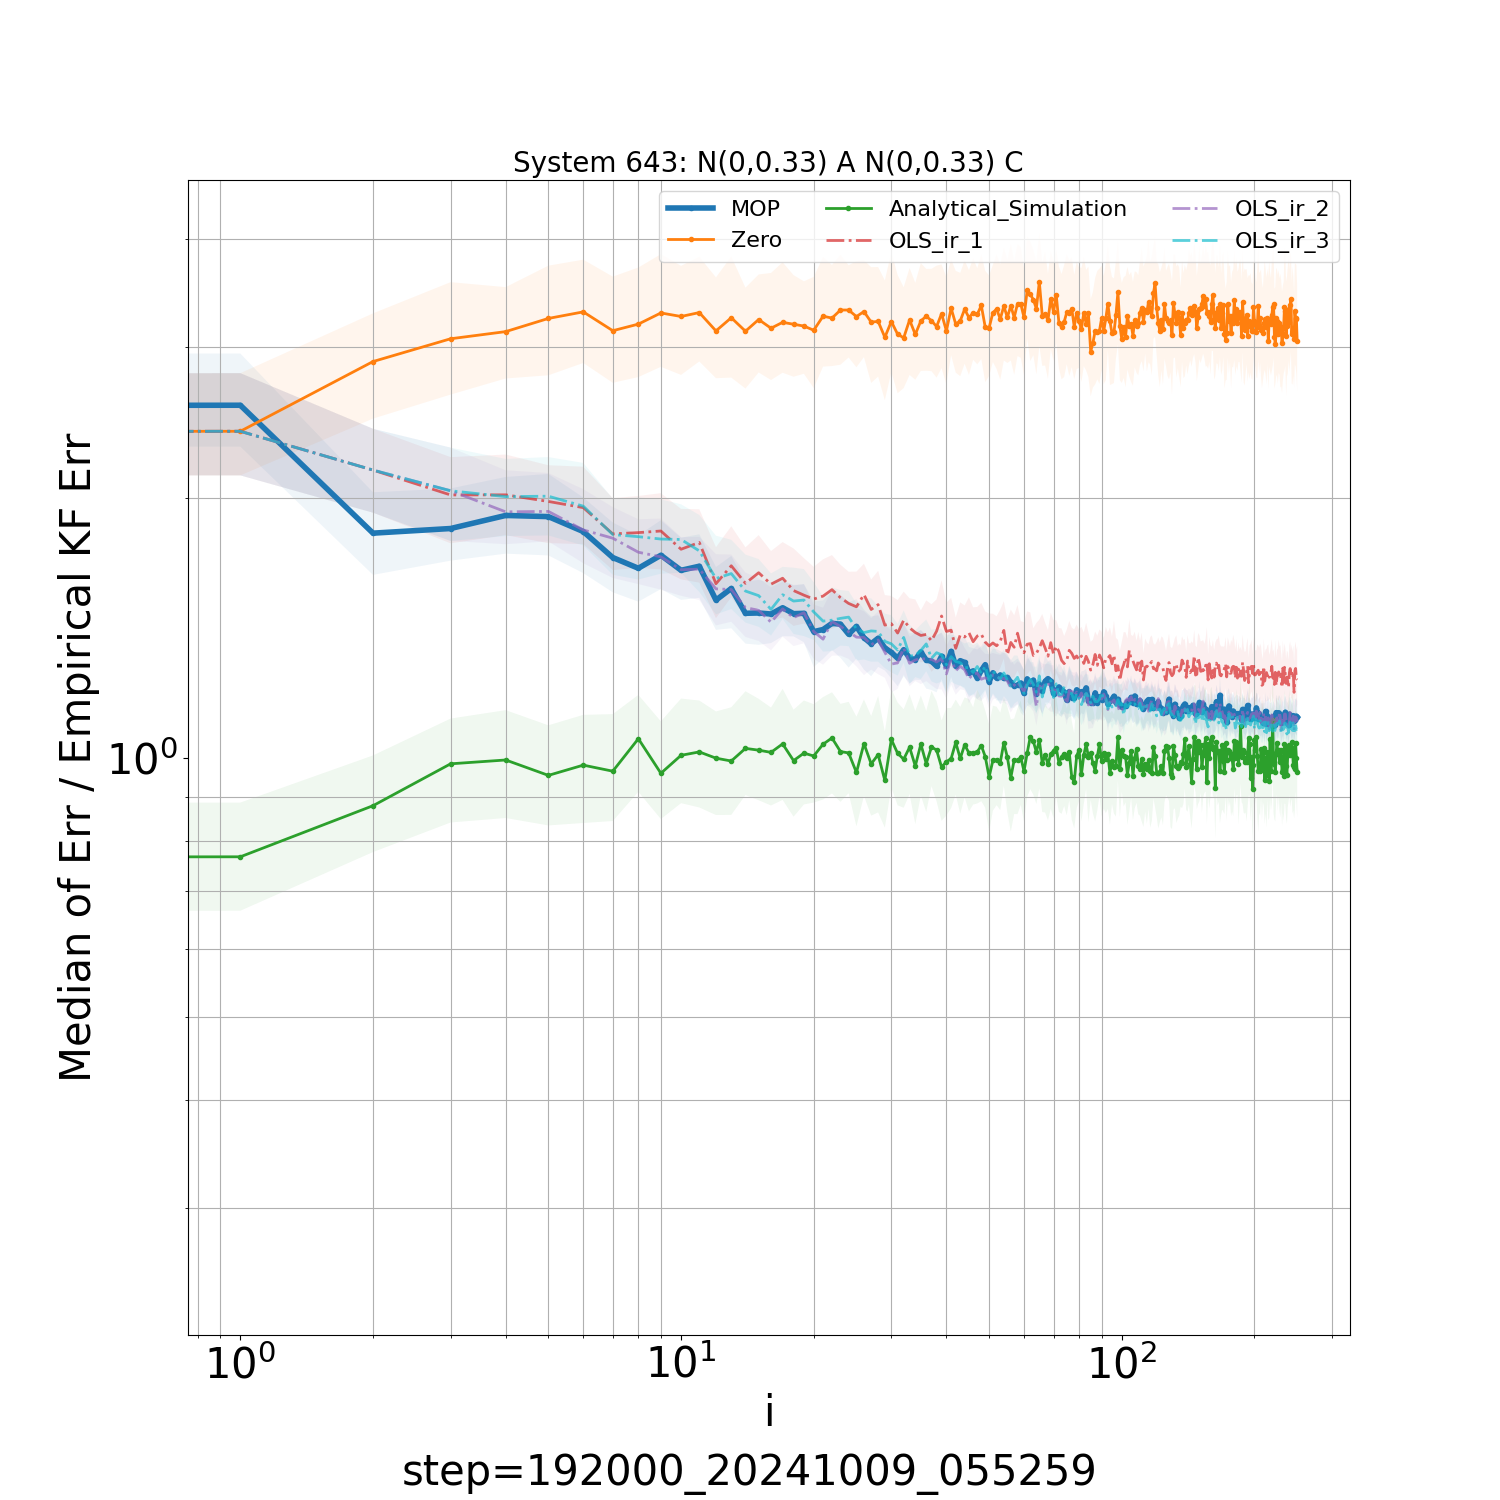 System 643: N(0,0.33) A N(0,0.33) C
MOP
Zero
Analytical_Simulation
OLS_ir_1
OLS_ir_2
OLS_ir_3
Median of Err / Empirical KF Err
10⁰
10⁰
10¹
10²
i
step=192000_20241009_055259